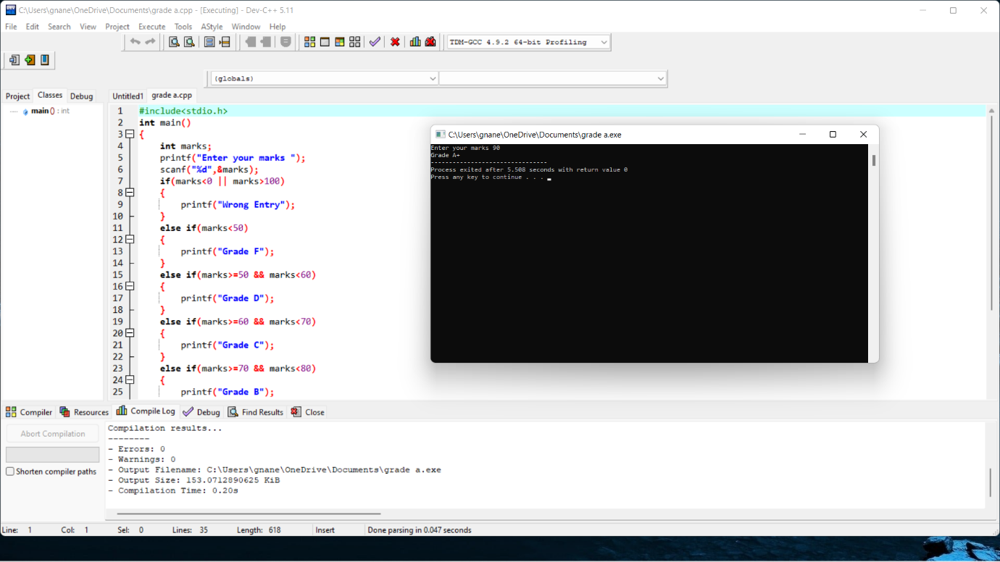 C:\Users\gnane\OneDrive\Documents\grade a.cpp - [Executing] - Dev-C++ 5.11
File Edit Search View Project Execute Tools AStyle Window Help
TDM-GCC 4.9.2 64-bit Profiling
(globals)
Project Classes Debug Untitled1 grade a.cpp
main () : int
1 #include<stdio.h>
2 int main()
3 {
4 int marks;
5 printf("Enter your marks ");
6 scanf("%d",&marks);
7 if(marks<0 || marks>100)
8 {
9 printf("Wrong Entry");
10 }
11 else if(marks<50)
12 {
13 printf("Grade F");
14 }
15 else if(marks>=50 && marks<60)
16 {
17 printf("Grade D");
18 }
19 else if(marks>=60 && marks<70)
20 {
21 printf("Grade C");
22 }
23 else if(marks>=70 && marks<80)
24 {
25 printf("Grade B");
C:\Users\gnane\OneDrive\Documents\grade a.exe
Enter your marks 90
Grade A+
--------------------------------
Process exited after 5.508 seconds with return value 0
Press any key to continue . . .
Compiler Resources Compile Log Debug Find Results Close
Abort Compilation
Shorten compiler paths
Compilation results...
--------
- Errors: 0
- Warnings: 0
- Output Filename: C:\Users\gnane\OneDrive\Documents\grade a.exe
- Output Size: 153.0712890625 KiB
- Compilation Time: 0.20s
Line: 1 Col: 1 Sel: 0 Lines: 35 Length: 618 Insert Done parsing in 0.047 seconds